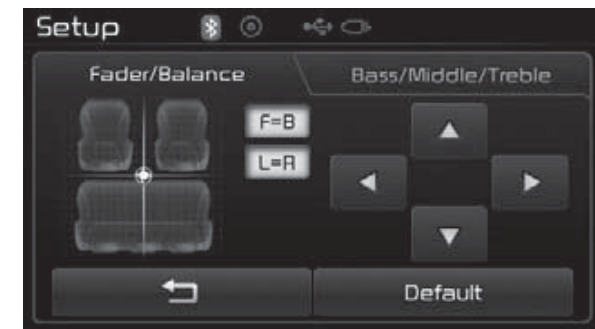 Setup
Fader/Balance
Bass/Middle/Treble
F=B
L=R
Default